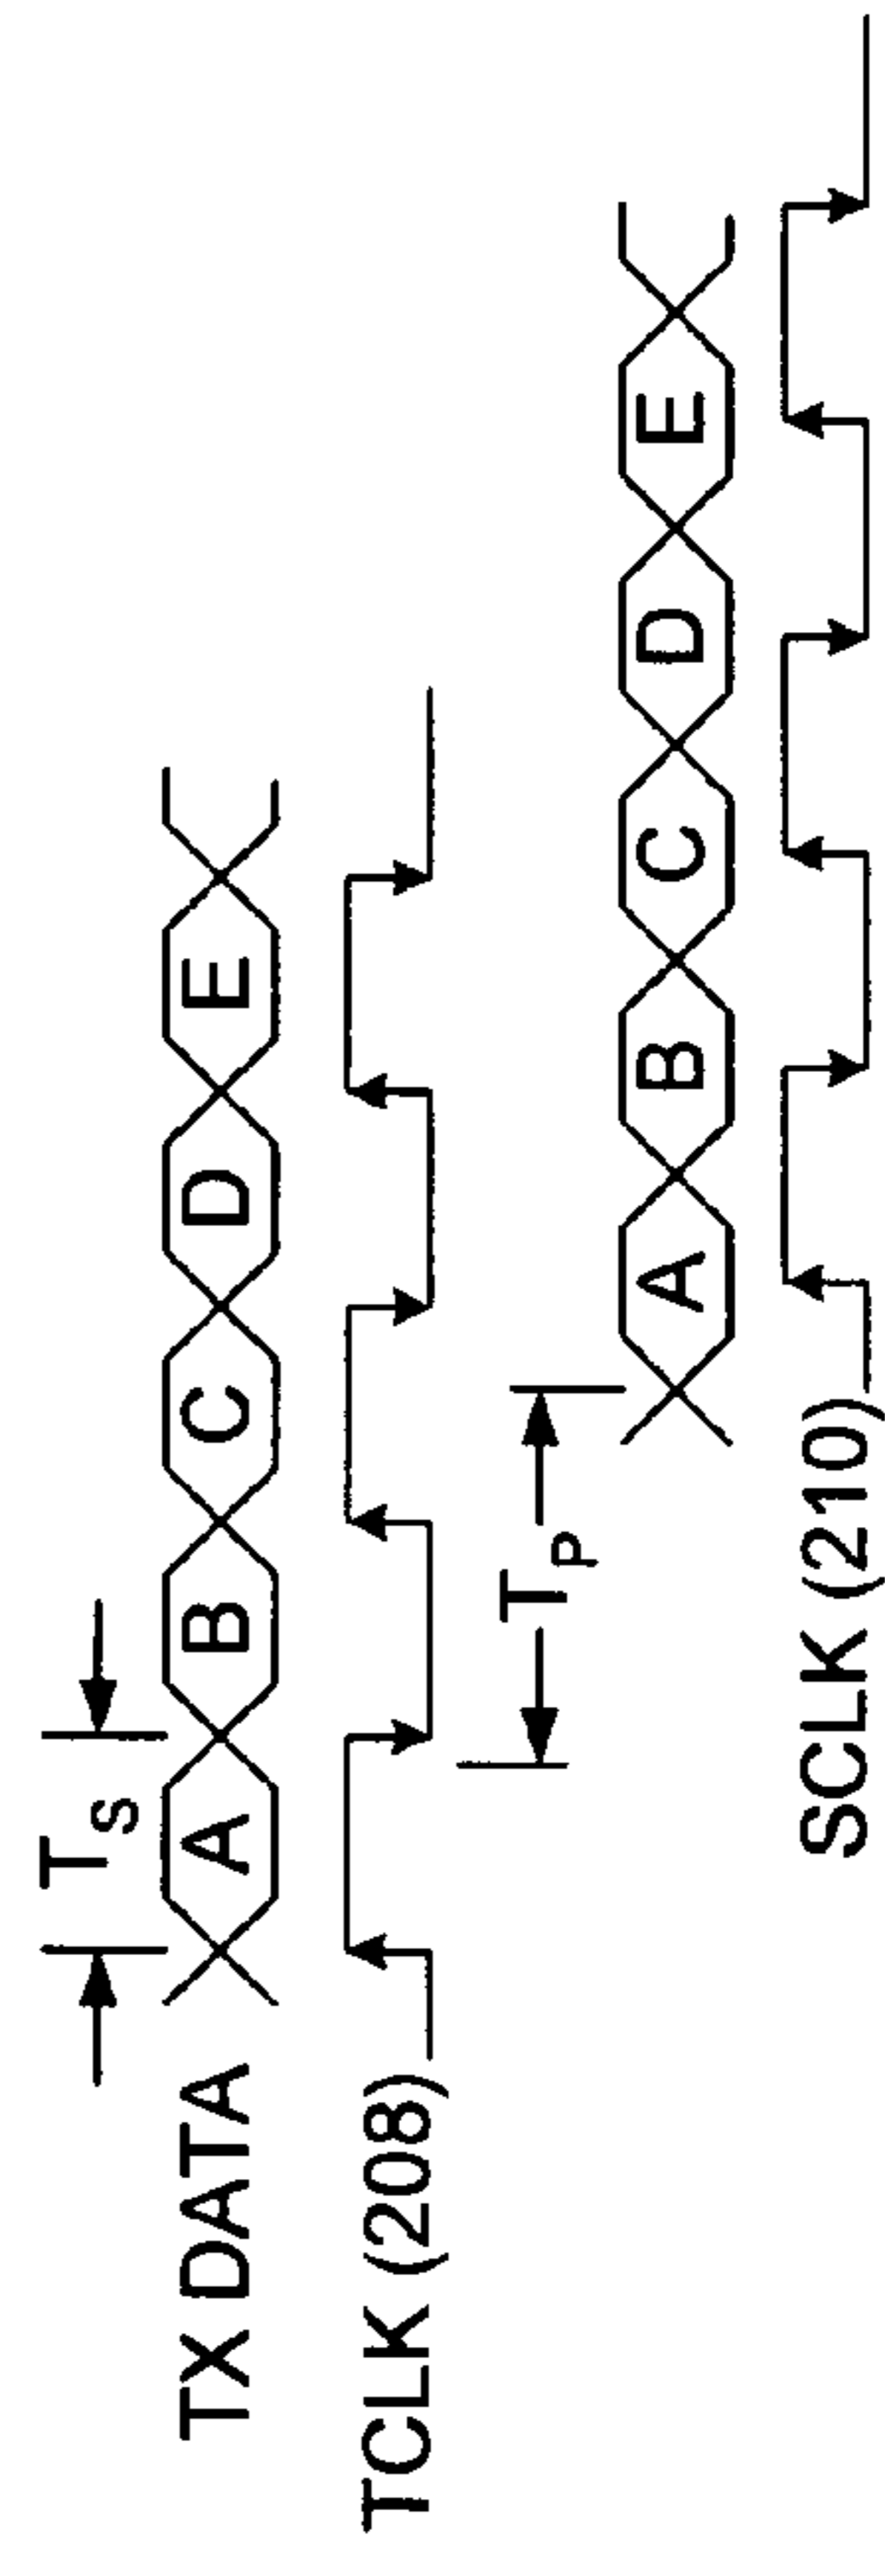 T_S
TX DATA A B C D E
TCLK (208)
T_P
A B C D E
SCLK (210)